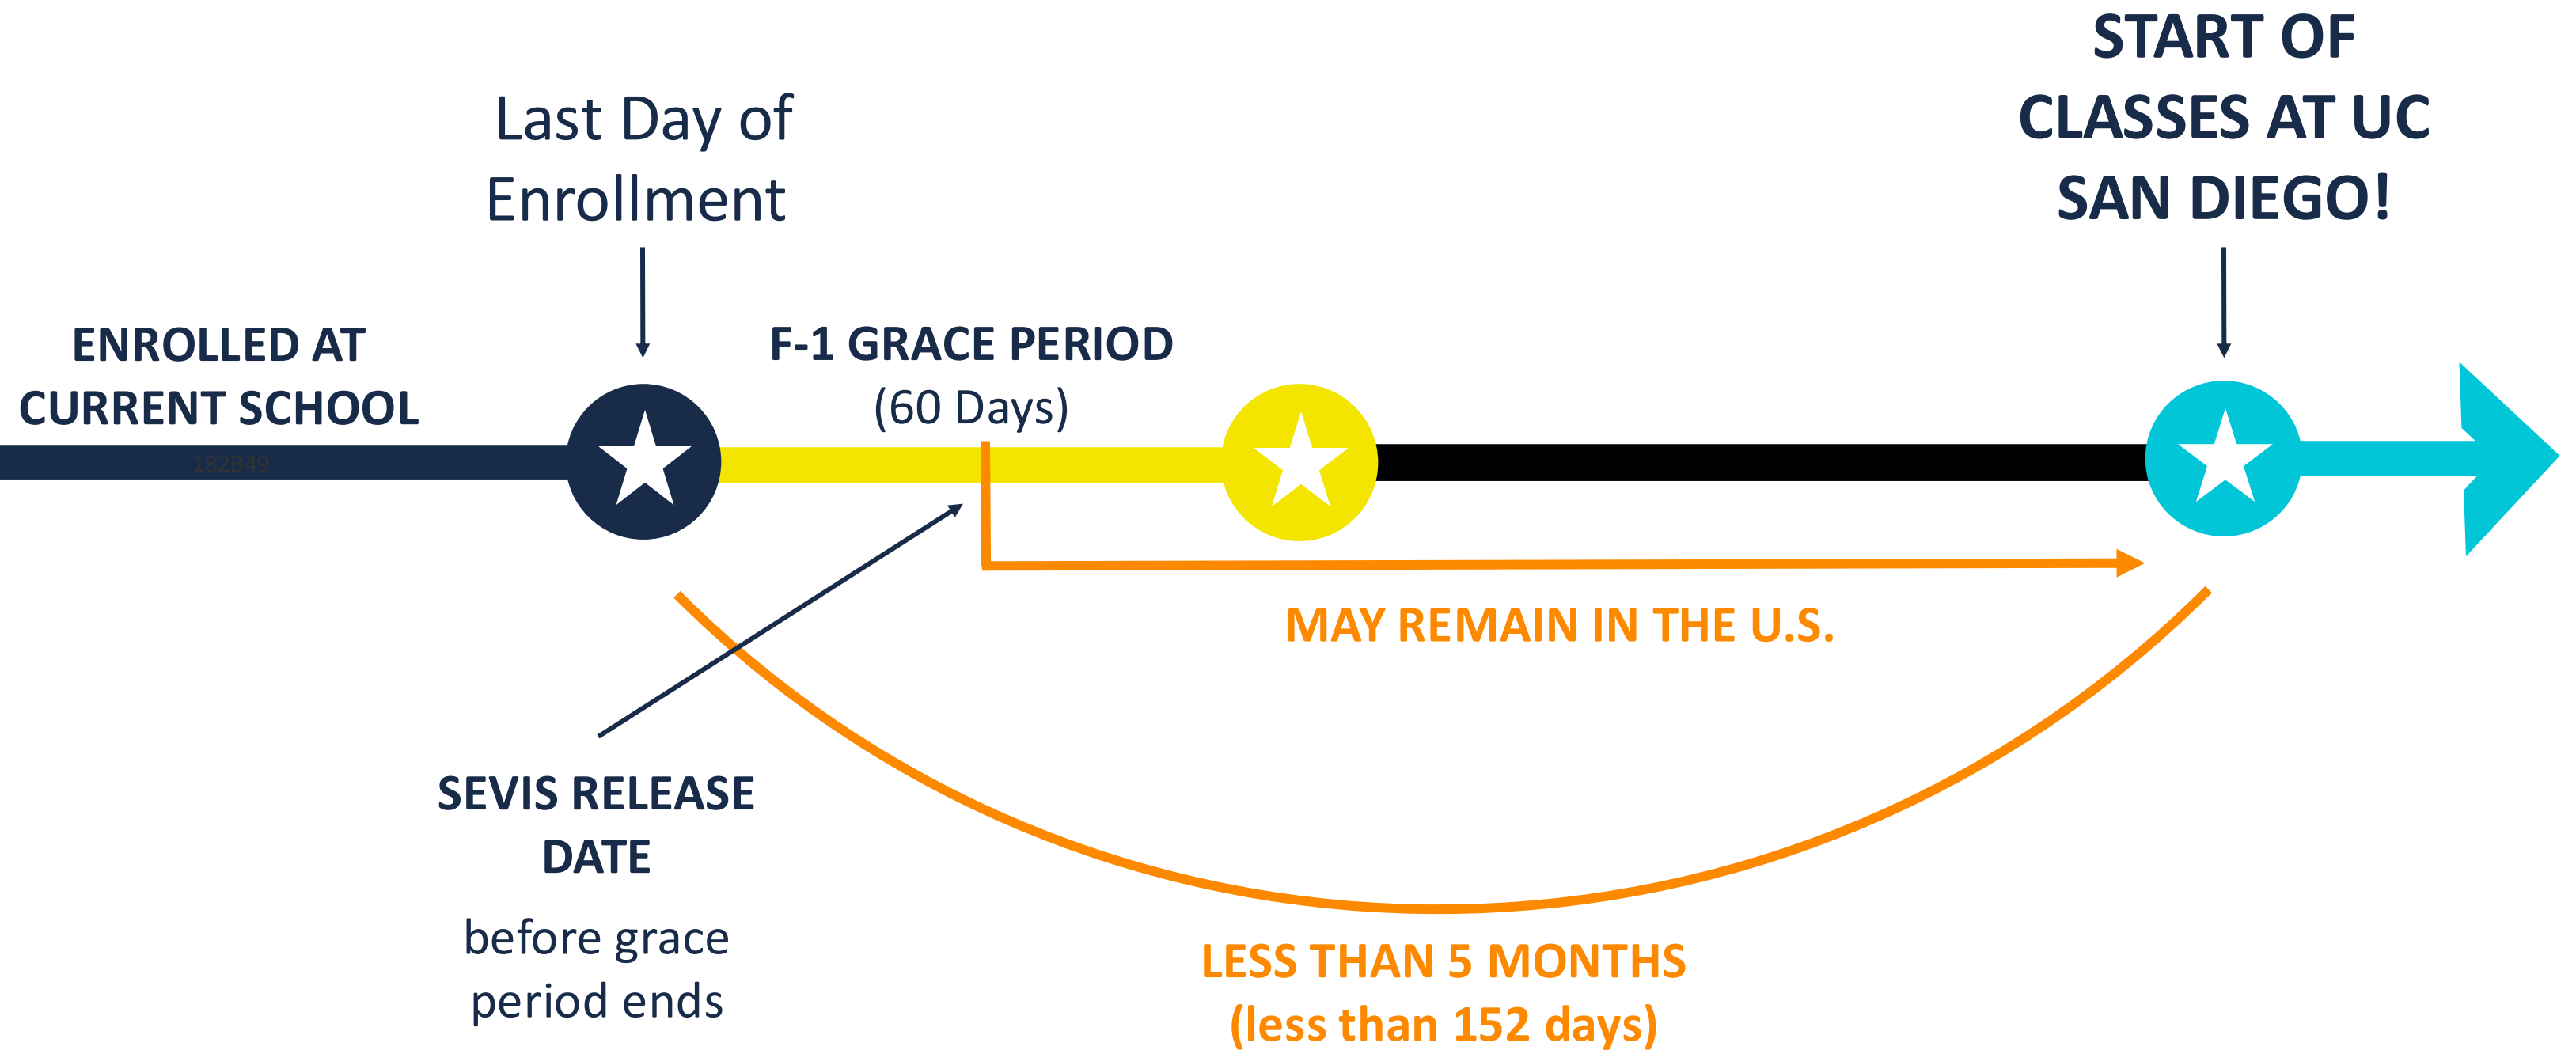 START OF
CLASSES AT UC
SAN DIEGO!
Last Day of
Enrollment
ENROLLED AT
CURRENT SCHOOL
F-1 GRACE PERIOD
(60 Days)
182B49
MAY REMAIN IN THE U.S.
SEVIS RELEASE
DATE
before grace
period ends
LESS THAN 5 MONTHS
(less than 152 days)